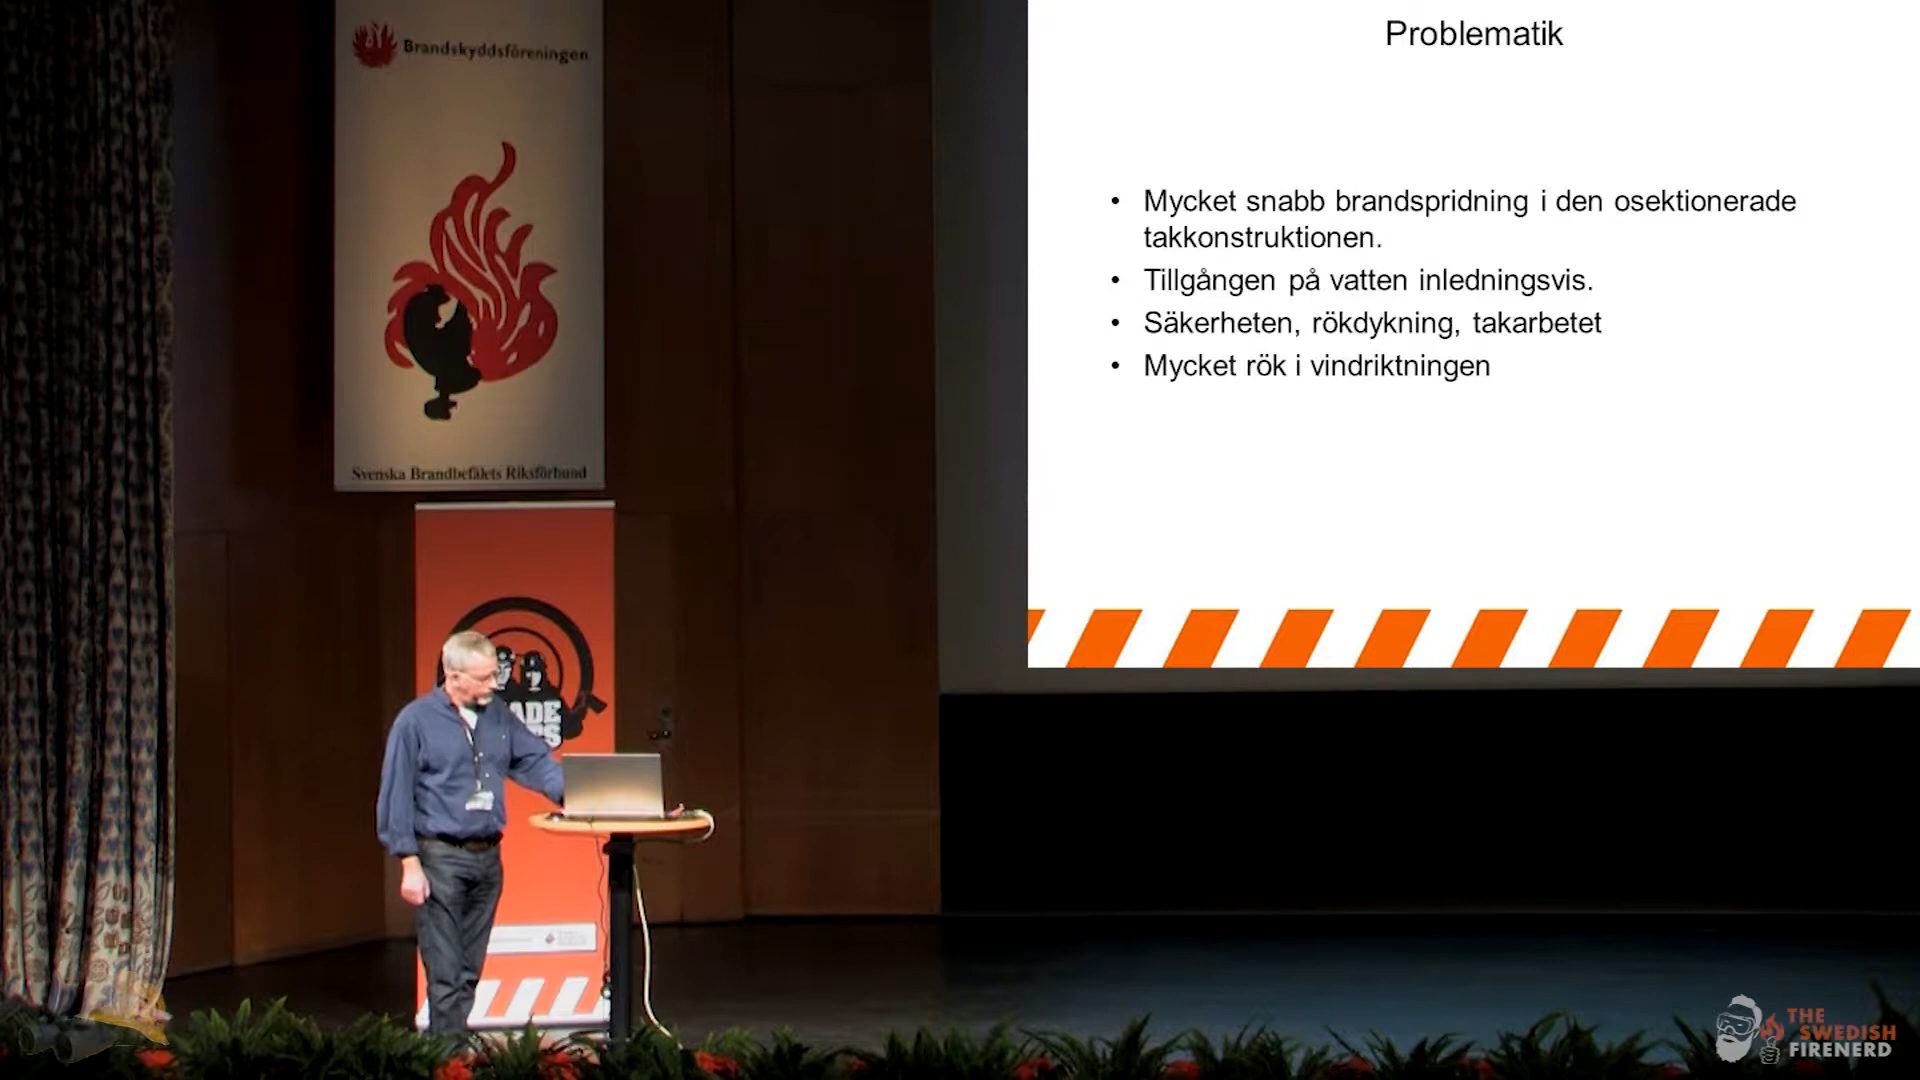 Brandskyddsföreningen
Svenska Brandbefälets Riksförbund
ADE
Problematik
• Mycket snabb brandspridning i den osektionerade
takkonstruktionen.
• Tillgången på vatten inledningsvis.
• Säkerheten, rökdykning, takarbetet
• Mycket rök i vindriktningen
THE
SWEDISH
FIRENERD